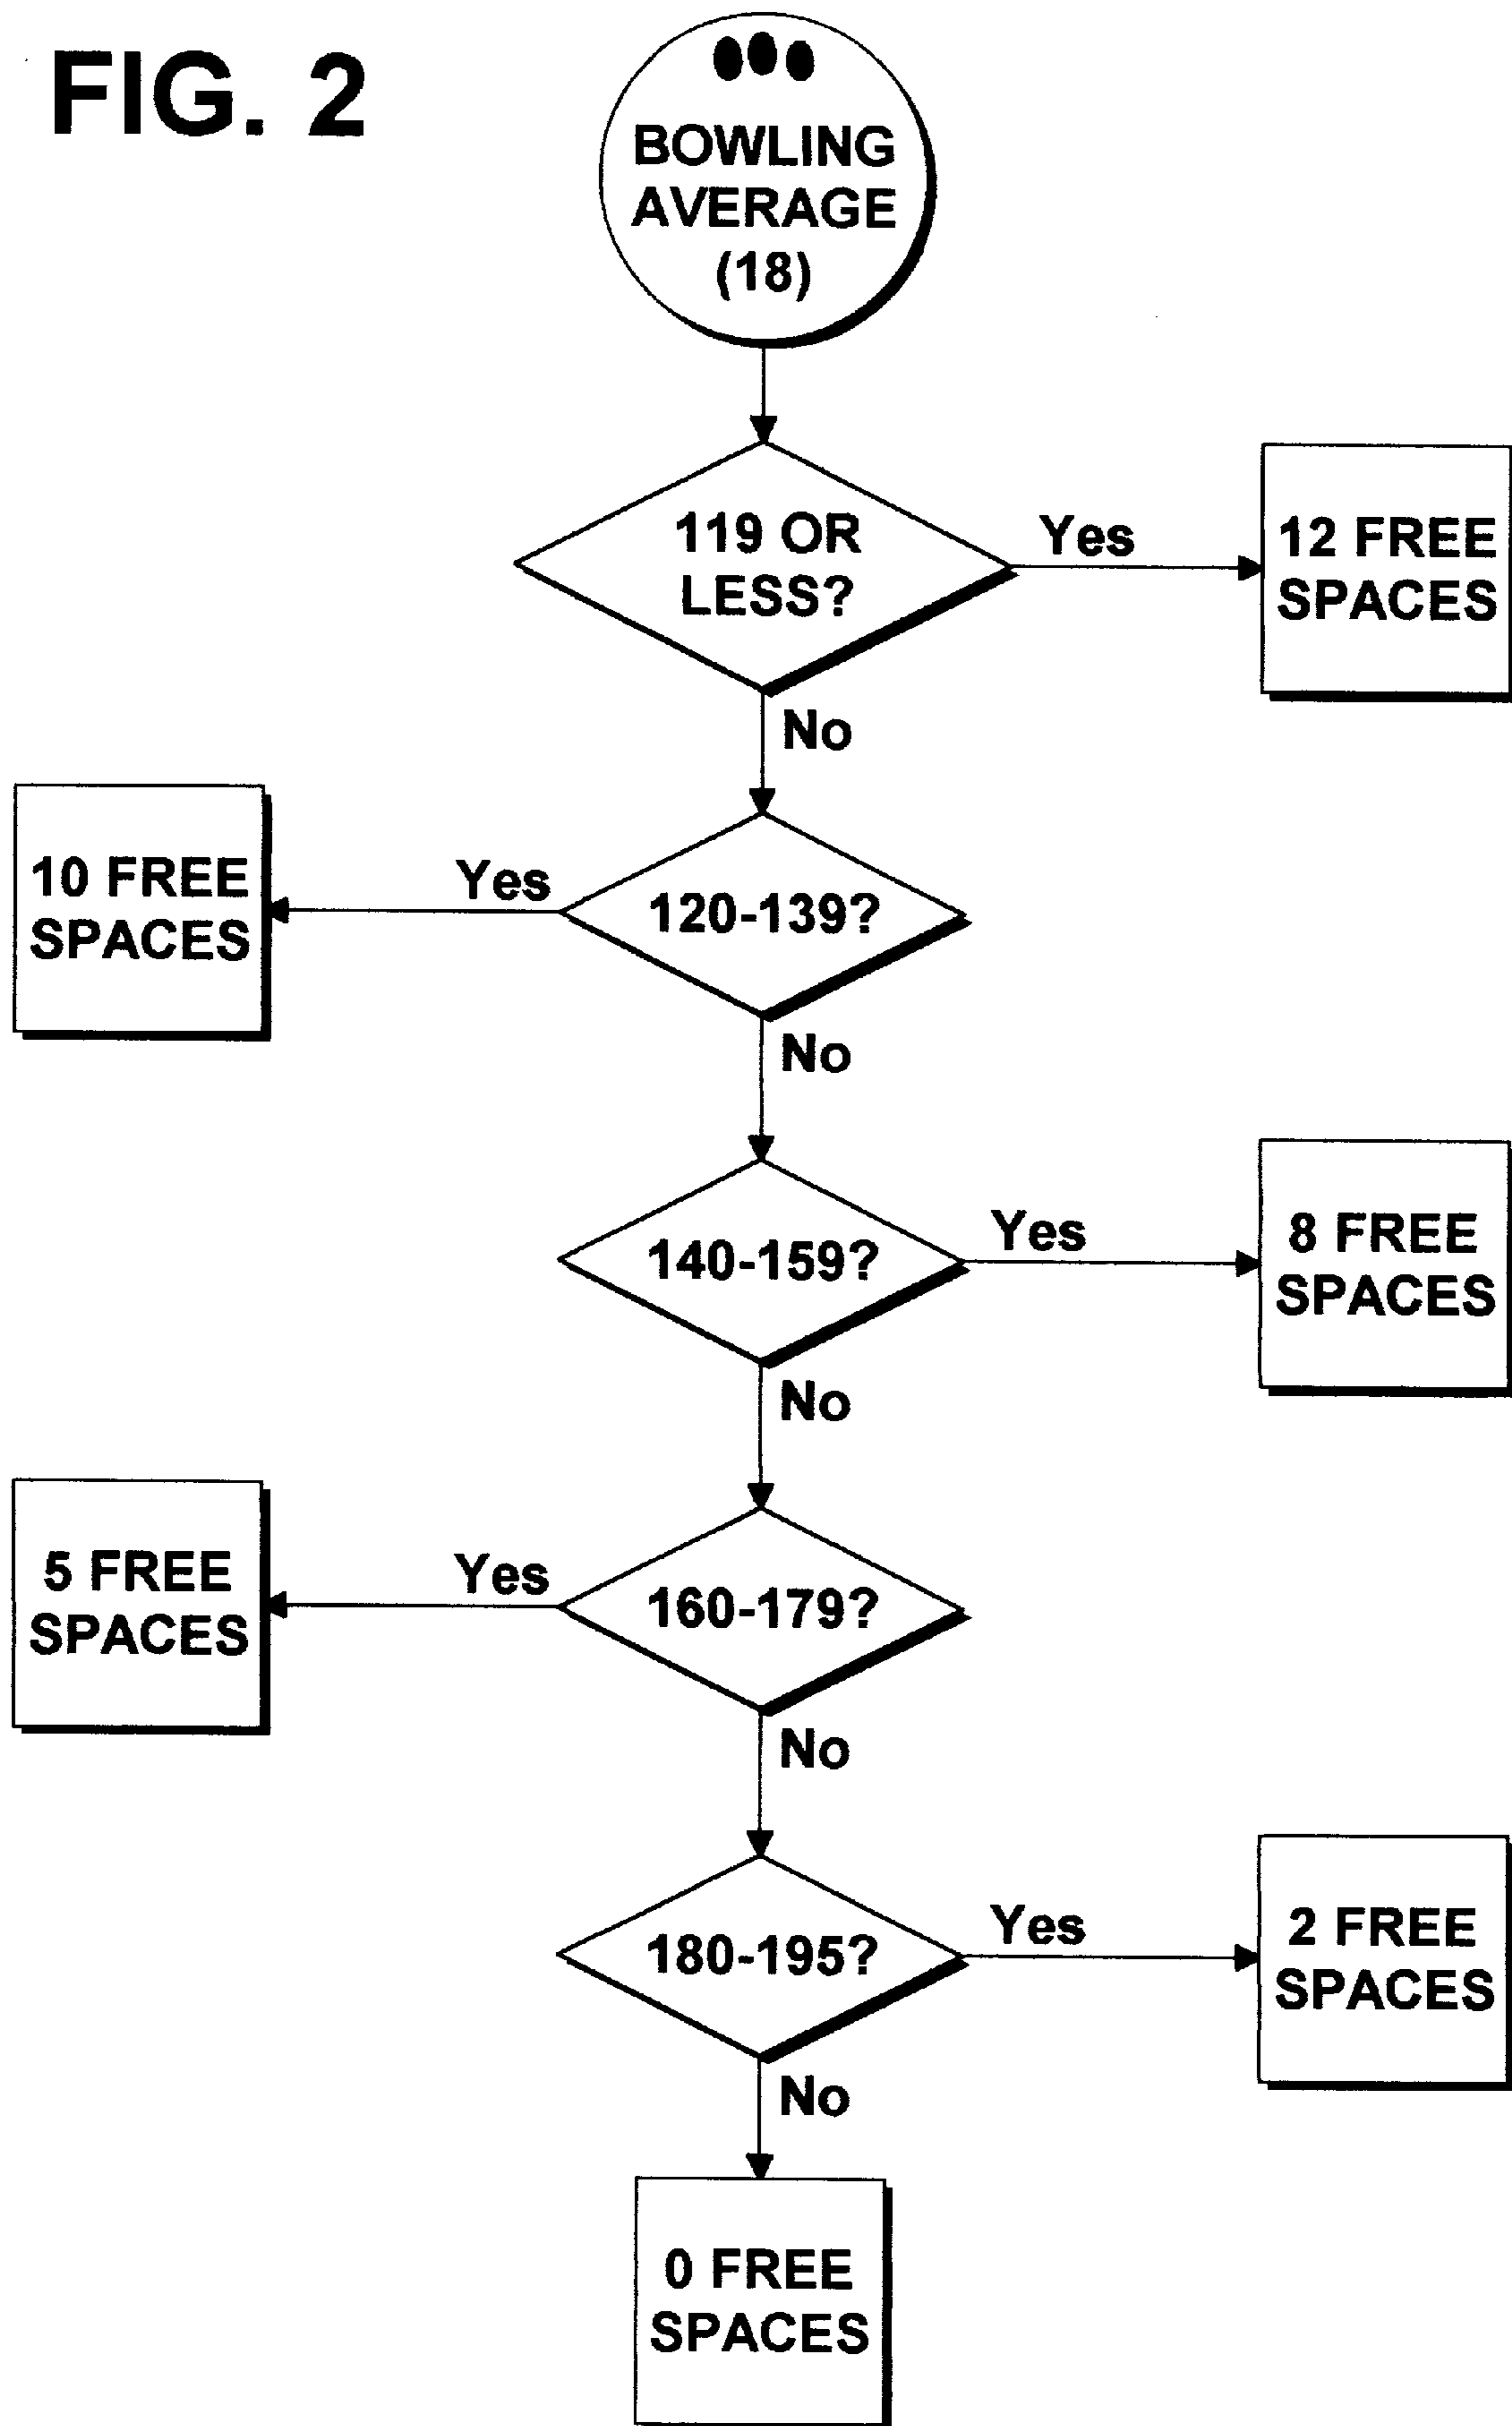 FIG. 2
BOWLING
AVERAGE
(18)
119 OR
LESS?
Yes
12 FREE
SPACES
No
10 FREE
SPACES
Yes
120-139?
No
140-159?
Yes
8 FREE
SPACES
No
5 FREE
SPACES
Yes
160-179?
No
180-195?
Yes
2 FREE
SPACES
No
0 FREE
SPACES